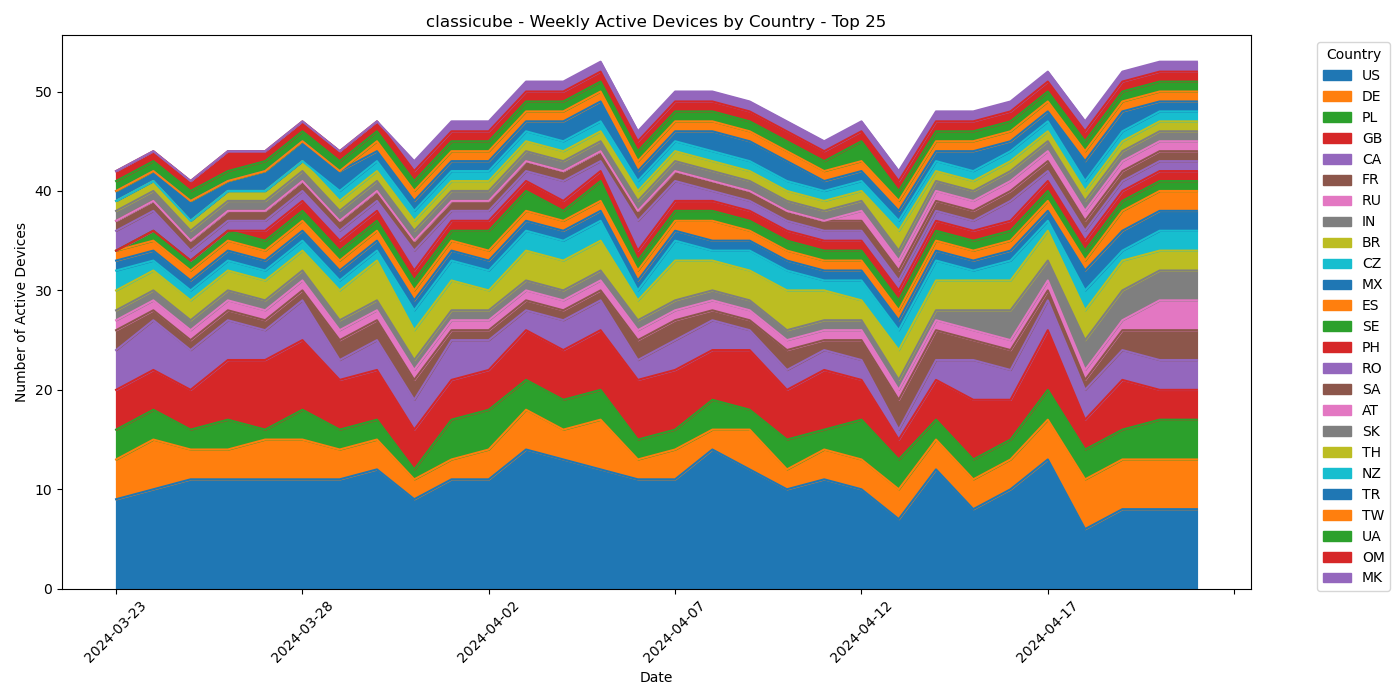 classicube - Weekly Active Devices by Country - Top 25
Number of Active Devices
50
40
30
20
10
0
2024-03-23
2024-03-28
2024-04-02
2024-04-07
2024-04-12
2024-04-17
Date
Country
US
DE
PL
GB
CA
FR
RU
IN
BR
CZ
MX
ES
SE
PH
RO
SA
AT
SK
TH
NZ
TR
TW
UA
OM
MK